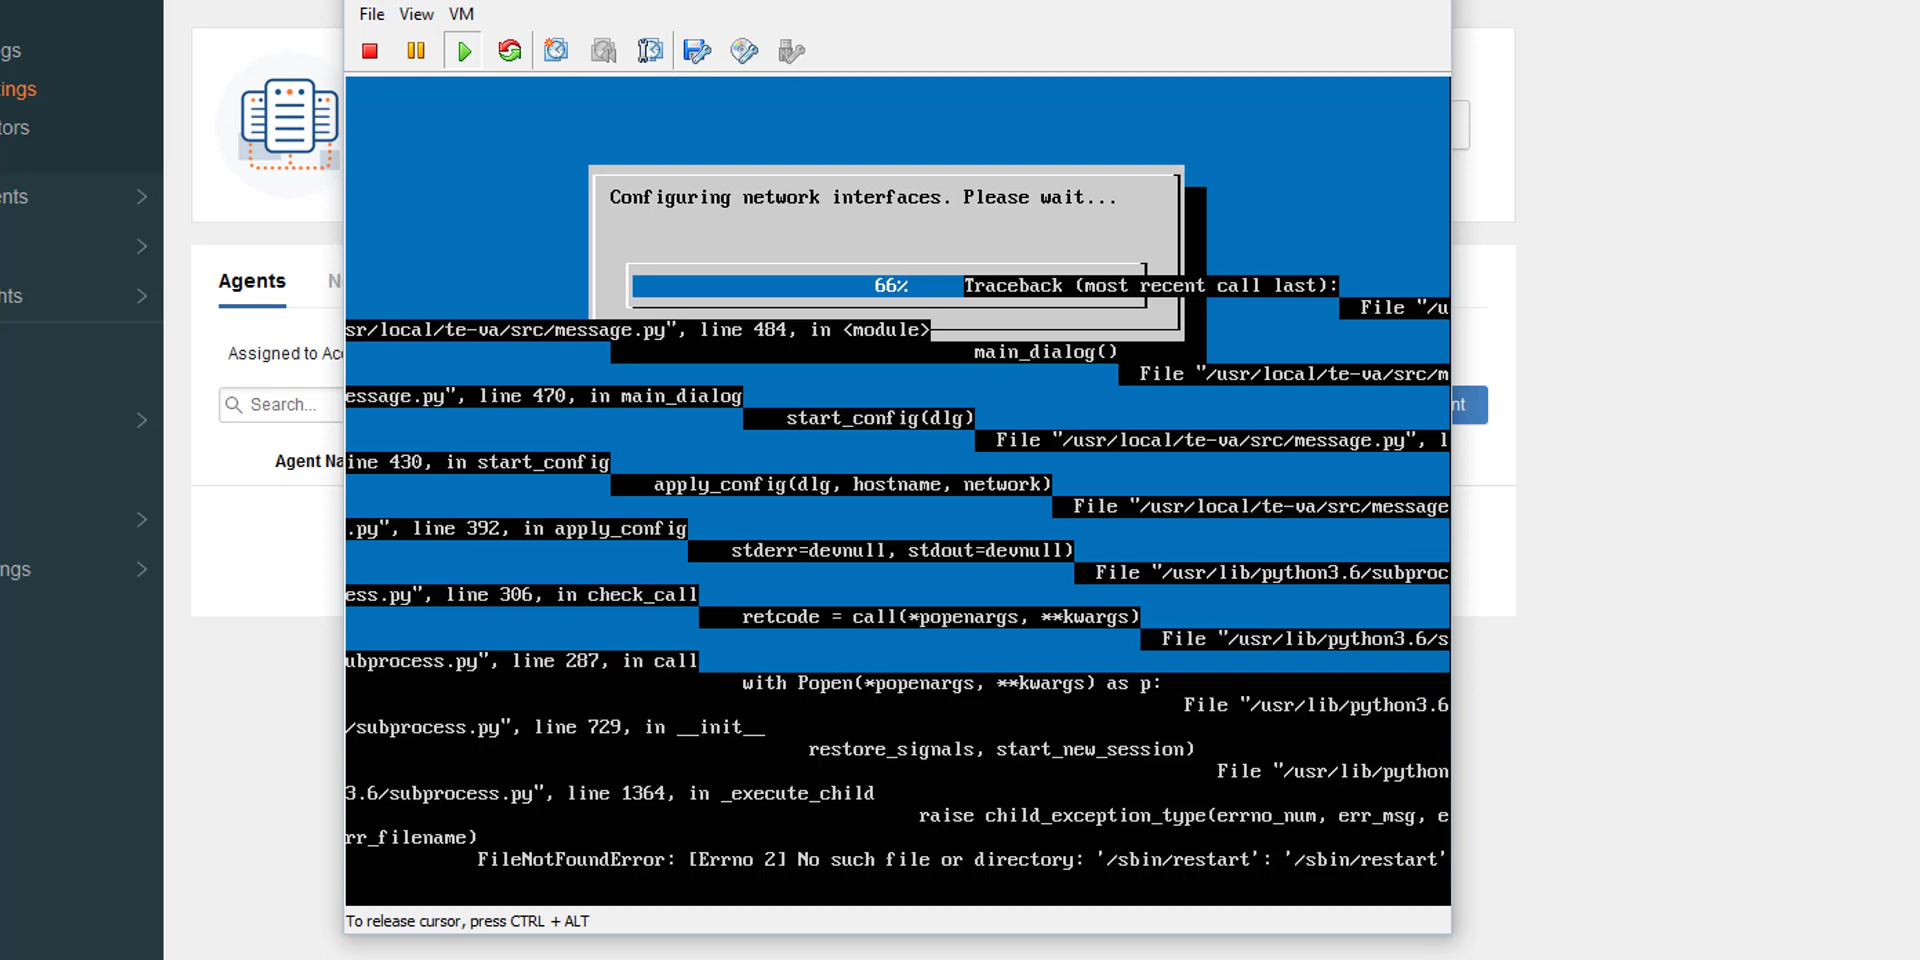 File View VM
gs
tings
tors
nts
hts
ngs
Agents N
Assigned to Acc
Search...
Agent Na
nt
Configuring network interfaces. Please wait...
66%
Traceback (most recent call last):
File "/u
sr/local/te-va/src/message.py", line 484, in <module>
main_dialog()
File "/usr/local/te-va/src/m
essage.py", line 470, in main_dialog
start_config(dlg)
File "/usr/local/te-va/src/message.py", l
ine 430, in start_config
apply_config(dlg, hostname, network)
File "/usr/local/te-va/src/message
.py", line 392, in apply_config
stderr=devnull, stdout=devnull)
File "/usr/lib/python3.6/subproc
ess.py", line 306, in check_call
retcode = call(*popenargs, **kwargs)
File "/usr/lib/python3.6/s
ubprocess.py", line 287, in call
with Popen(*popenargs, **kwargs) as p:
File "/usr/lib/python3.6
/subprocess.py", line 729, in __init__
restore_signals, start_new_session)
File "/usr/lib/python
3.6/subprocess.py", line 1364, in _execute_child
raise child_exception_type(errno_num, err_msg, e
rr_filename)
FileNotFoundError: [Errno 2] No such file or directory: '/sbin/restart': '/sbin/restart'
To release cursor, press CTRL + ALT